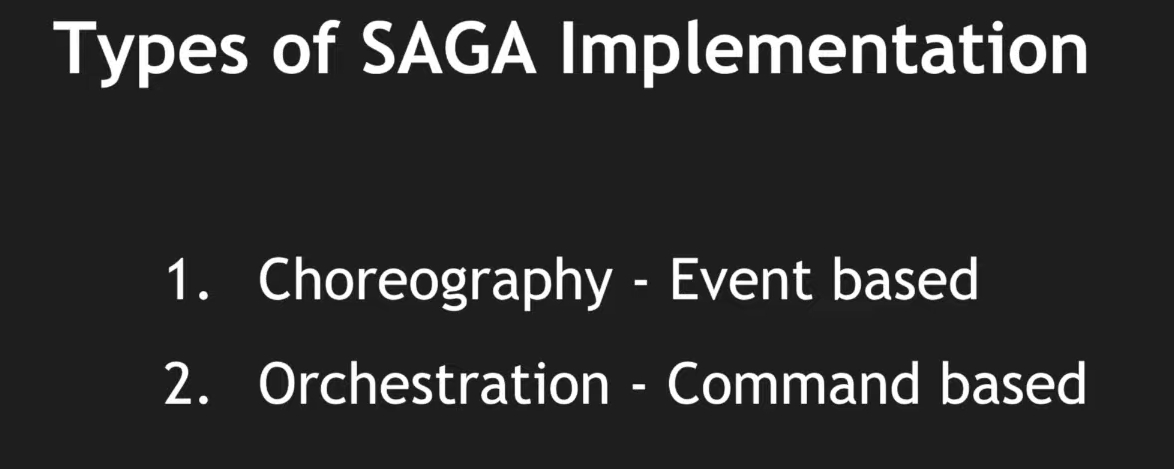 Types of SAGA Implementation
1. Choreography - Event based
2. Orchestration - Command based